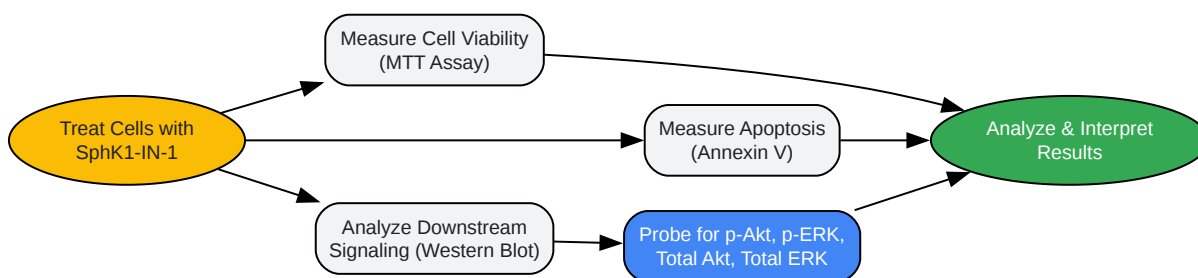 Treat Cells with
SphK1-IN-1
Measure Cell Viability
(MTT Assay)
Measure Apoptosis
(Annexin V)
Analyze Downstream
Signaling (Western Blot)
Probe for p-Akt, p-ERK,
Total Akt, Total ERK
Analyze & Interpret
Results